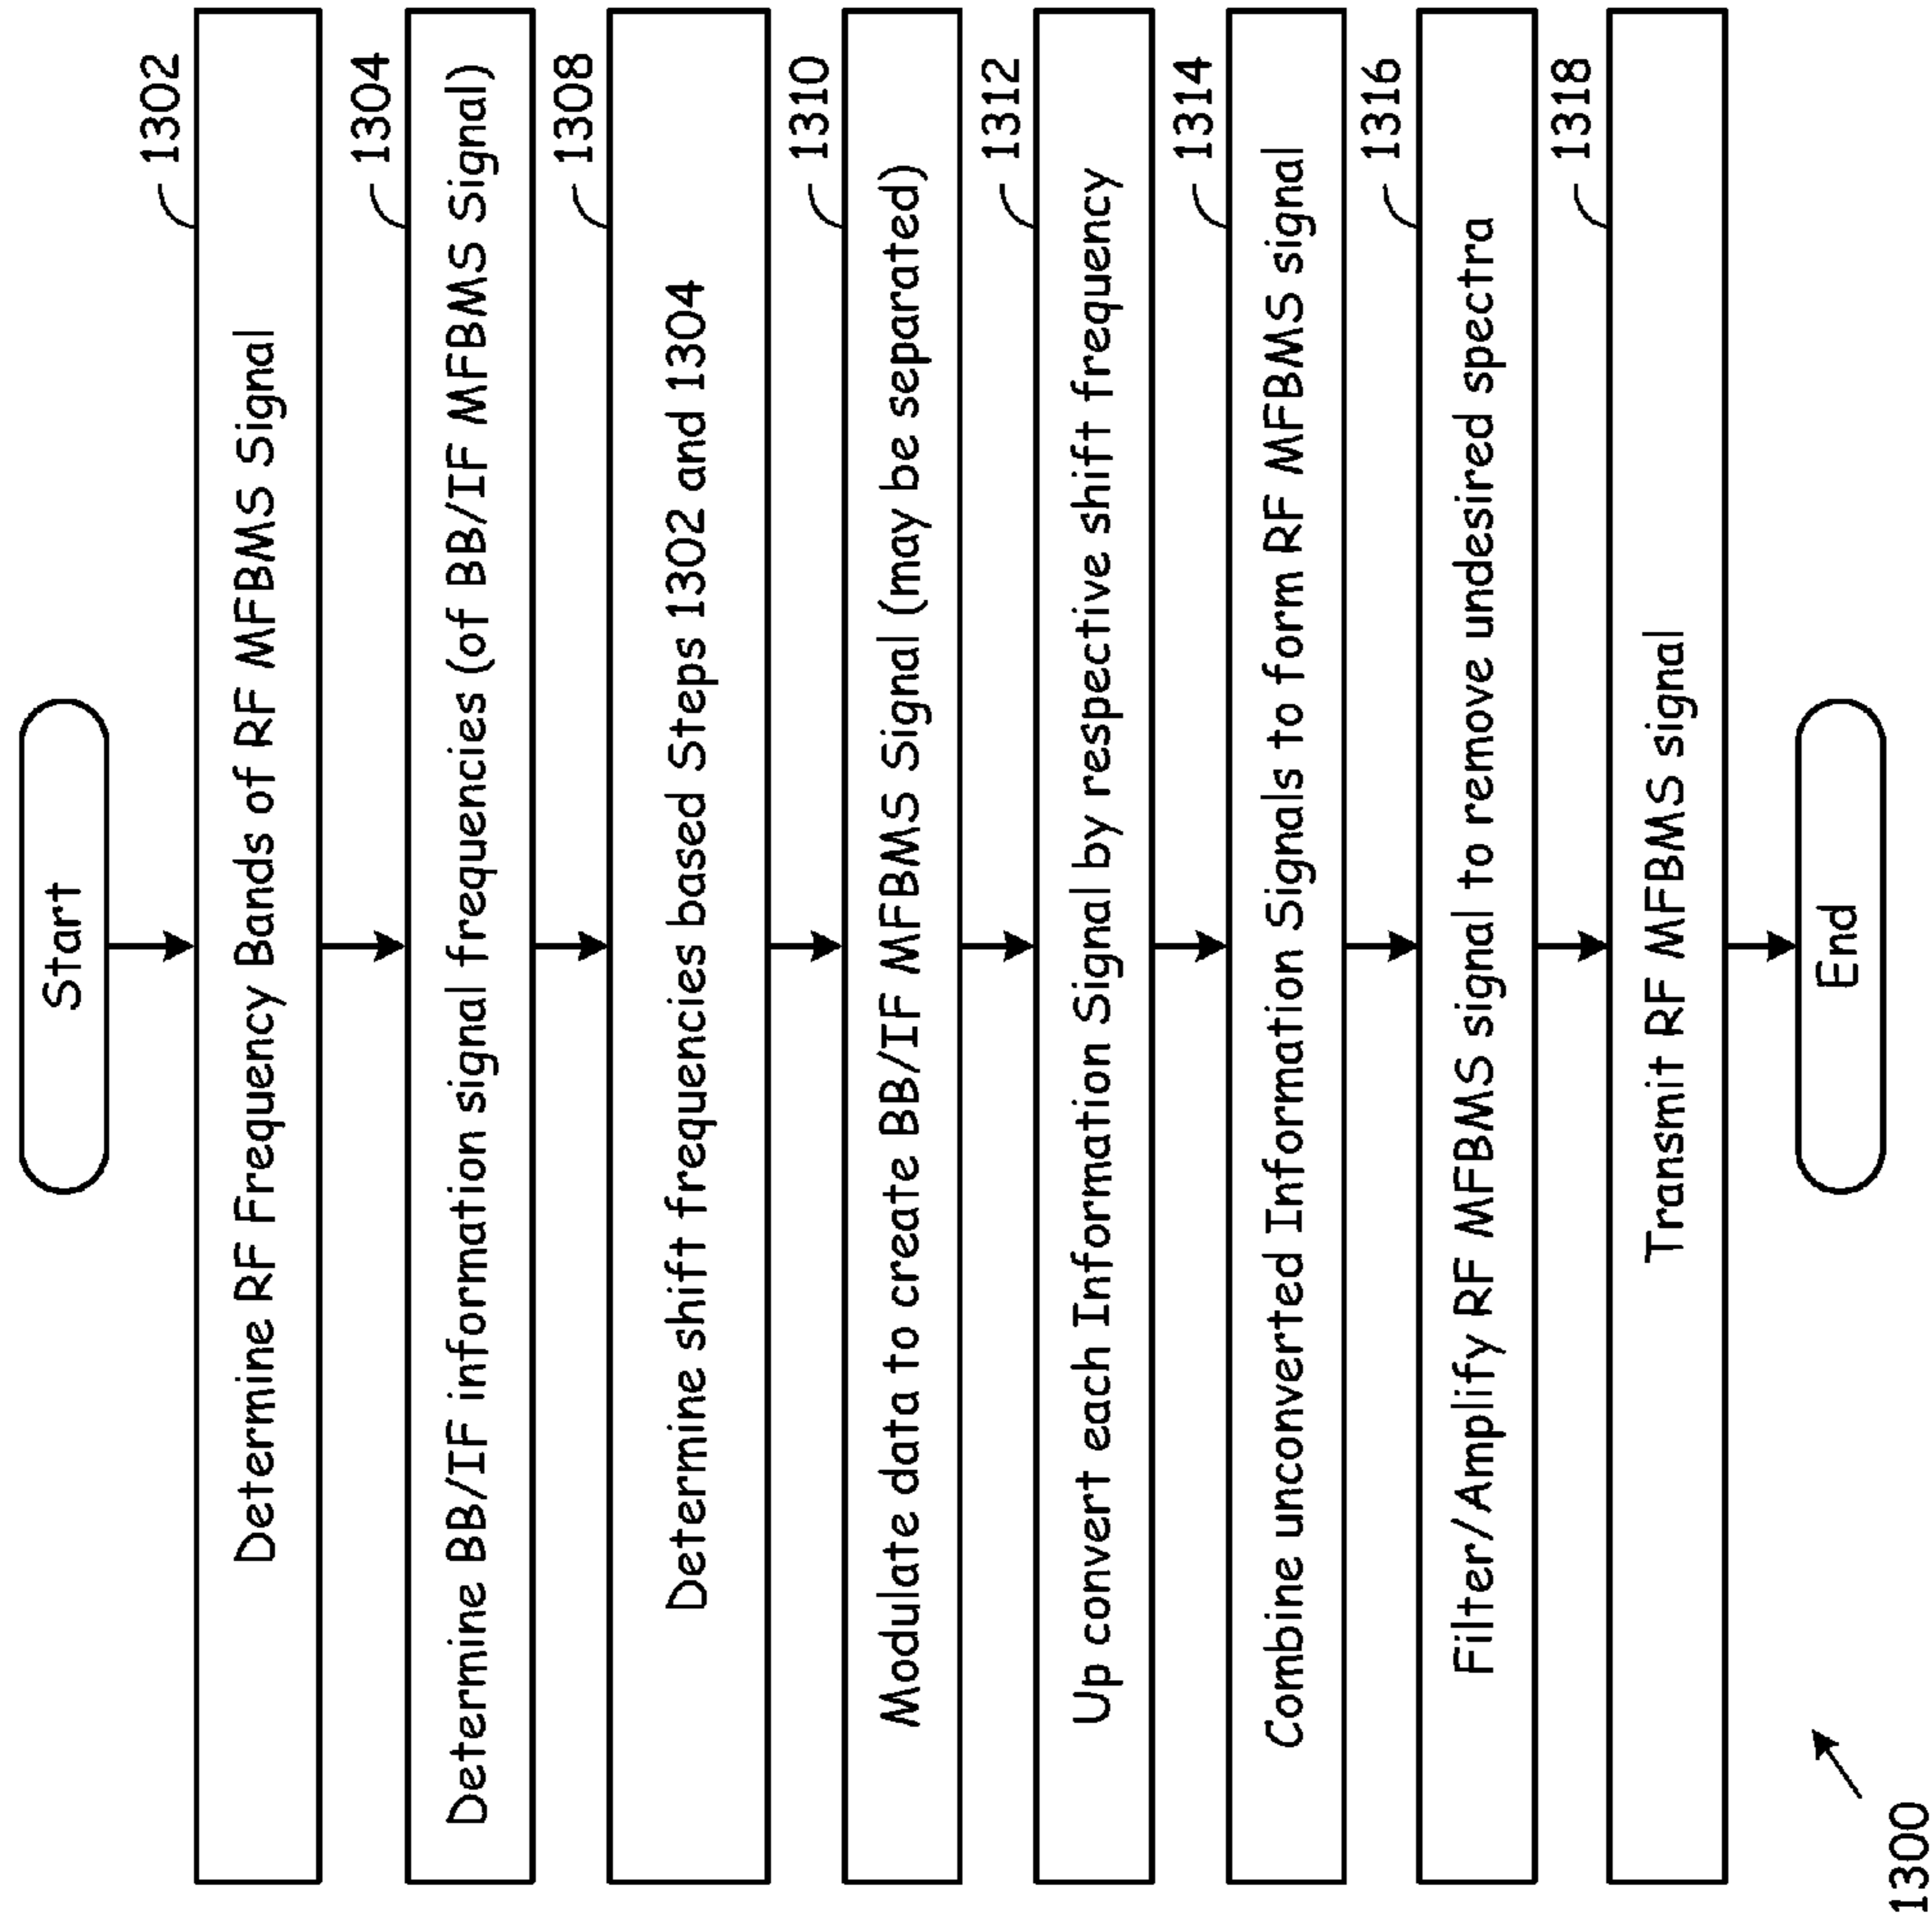 Start
1302
Determine RF Frequency Bands of RF MFBMS Signal
1304
Determine BB/IF information signal frequencies (of BB/IF MFBMS Signal)
1308
Determine shift frequencies based Steps 1302 and 1304
1310
Modulate data to create BB/IF MFBMS Signal (may be separated)
1312
Up convert each Information Signal by respective shift frequency
1314
Combine unconverted Information Signals to form RF MFBMS signal
1316
Filter/Amplify RF MFBMS signal to remove undesired spectra
1318
Transmit RF MFBMS signal
End
1300